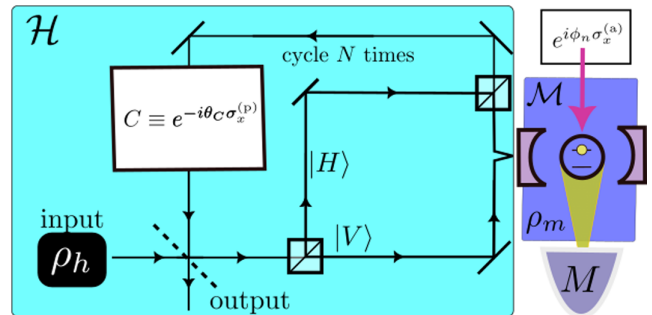 𝓗
cycle N times
C ≡ e^{-iθ_C σ_x^{(p)}}
|H⟩
|V⟩
input
ρ_h
output
e^{iϕ_n σ_x^{(a)}}
𝓜
ρ_m
M